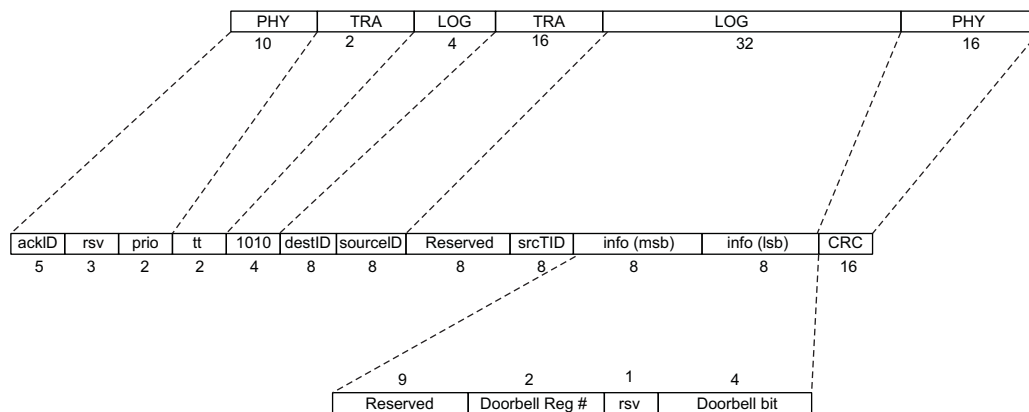 PHY TRA LOG TRA LOG PHY
10 2 4 16 32 16
ackID rsv prio tt 1010 destID sourceID Reserved srcTID info (msb) info (lsb) CRC
5 3 2 2 4 8 8 8 8 8 8 16
9 2 1 4
Reserved Doorbell Reg # rsv Doorbell bit